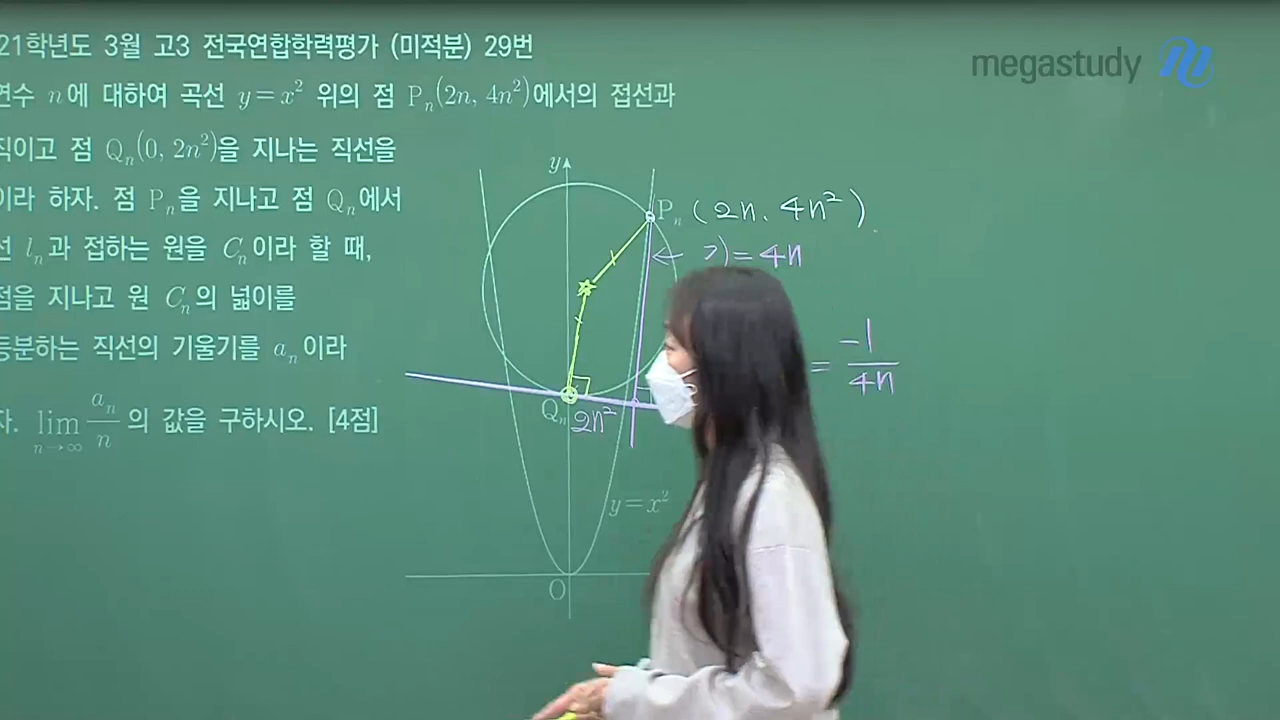 21학년도 3월 고3 전국연합학력평가 (미적분) 29번
megastudy
연수 n에 대하여 곡선 y=x² 위의 점 Pₙ(2n, 4n²)에서의 접선과
직이고 점 Qₙ(0, 2n²)을 지나는 직선을
이라 하자. 점 Pₙ을 지나고 점 Qₙ에서
선 lₙ과 접하는 원을 Cₙ이라 할 때,
점을 지나고 원 Cₙ의 넓이를
등분하는 직선의 기울기를 aₙ이라
자. lim n→∞ aₙ/n 의 값을 구하시오. [4점]
y
Pₙ (2n, 4n²)
← 기=4n
= -1/4n
Qₙ 2n²
y=x²
O